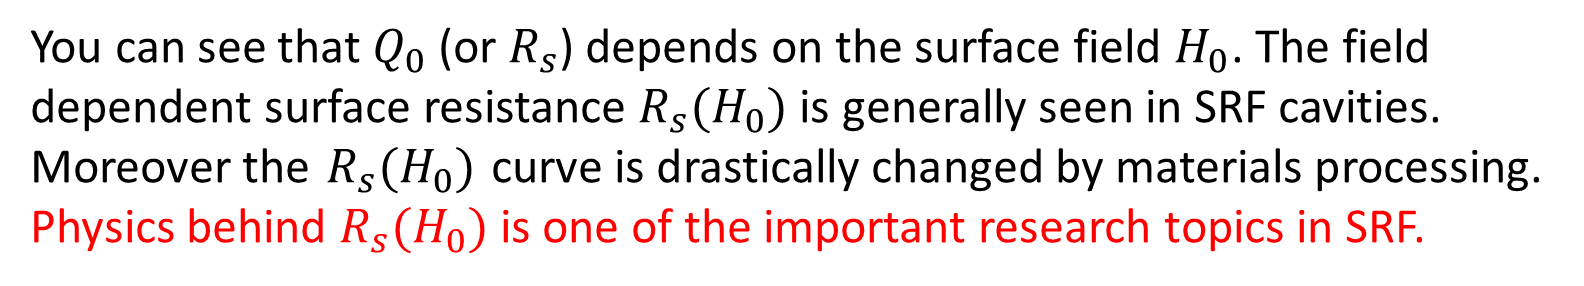 You can see that Q₀ (or Rₛ) depends on the surface field H₀. The field
dependent surface resistance Rₛ(H₀) is generally seen in SRF cavities.
Moreover the Rₛ(H₀) curve is drastically changed by materials processing.
Physics behind Rₛ(H₀) is one of the important research topics in SRF.